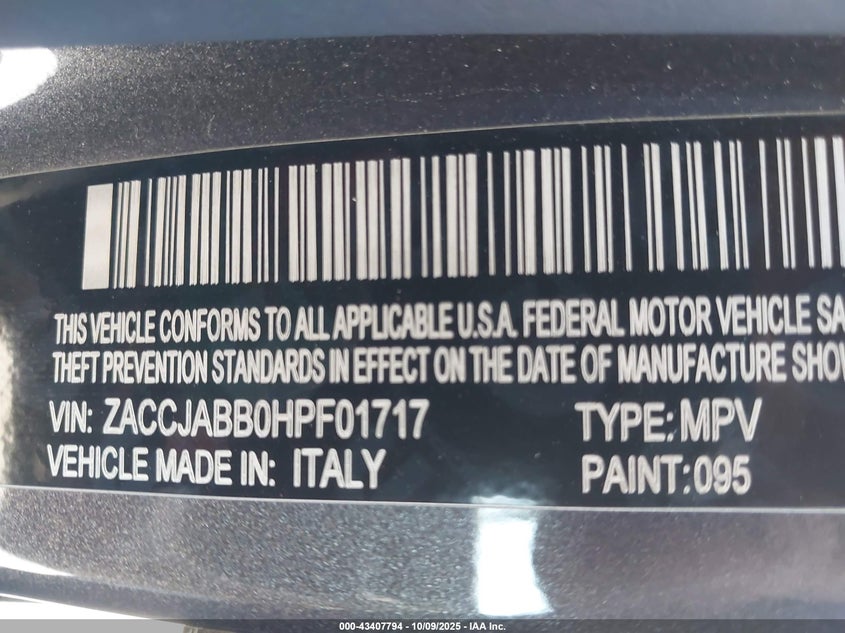 THIS VEHICLE CONFORMS TO ALL APPLICABLE U.S.A. FEDERAL MOTOR VEHICLE SA
THEFT PREVENTION STANDARDS IN EFFECT ON THE DATE OF MANUFACTURE SHOW
VIN: ZACCJABB0HPF01717 TYPE: MPV
VEHICLE MADE IN: ITALY PAINT: 095
000-43407794 - 10/09/2025 - IAA Inc.